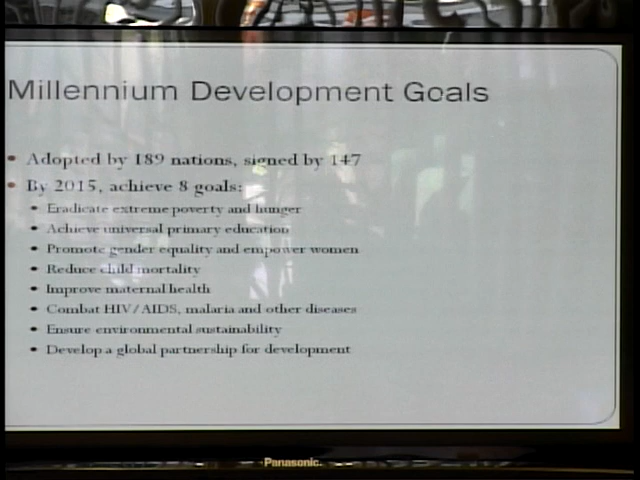 Millennium Development Goals
• Adopted by 189 nations, signed by 147
• By 2015, achieve 8 goals:
• Eradicate extreme poverty and hunger
• Achieve universal primary education
• Promote gender equality and empower women
• Reduce child mortality
• Improve maternal health
• Combat HIV/AIDS, malaria and other diseases
• Ensure environmental sustainability
• Develop a global partnership for development
Panasonic